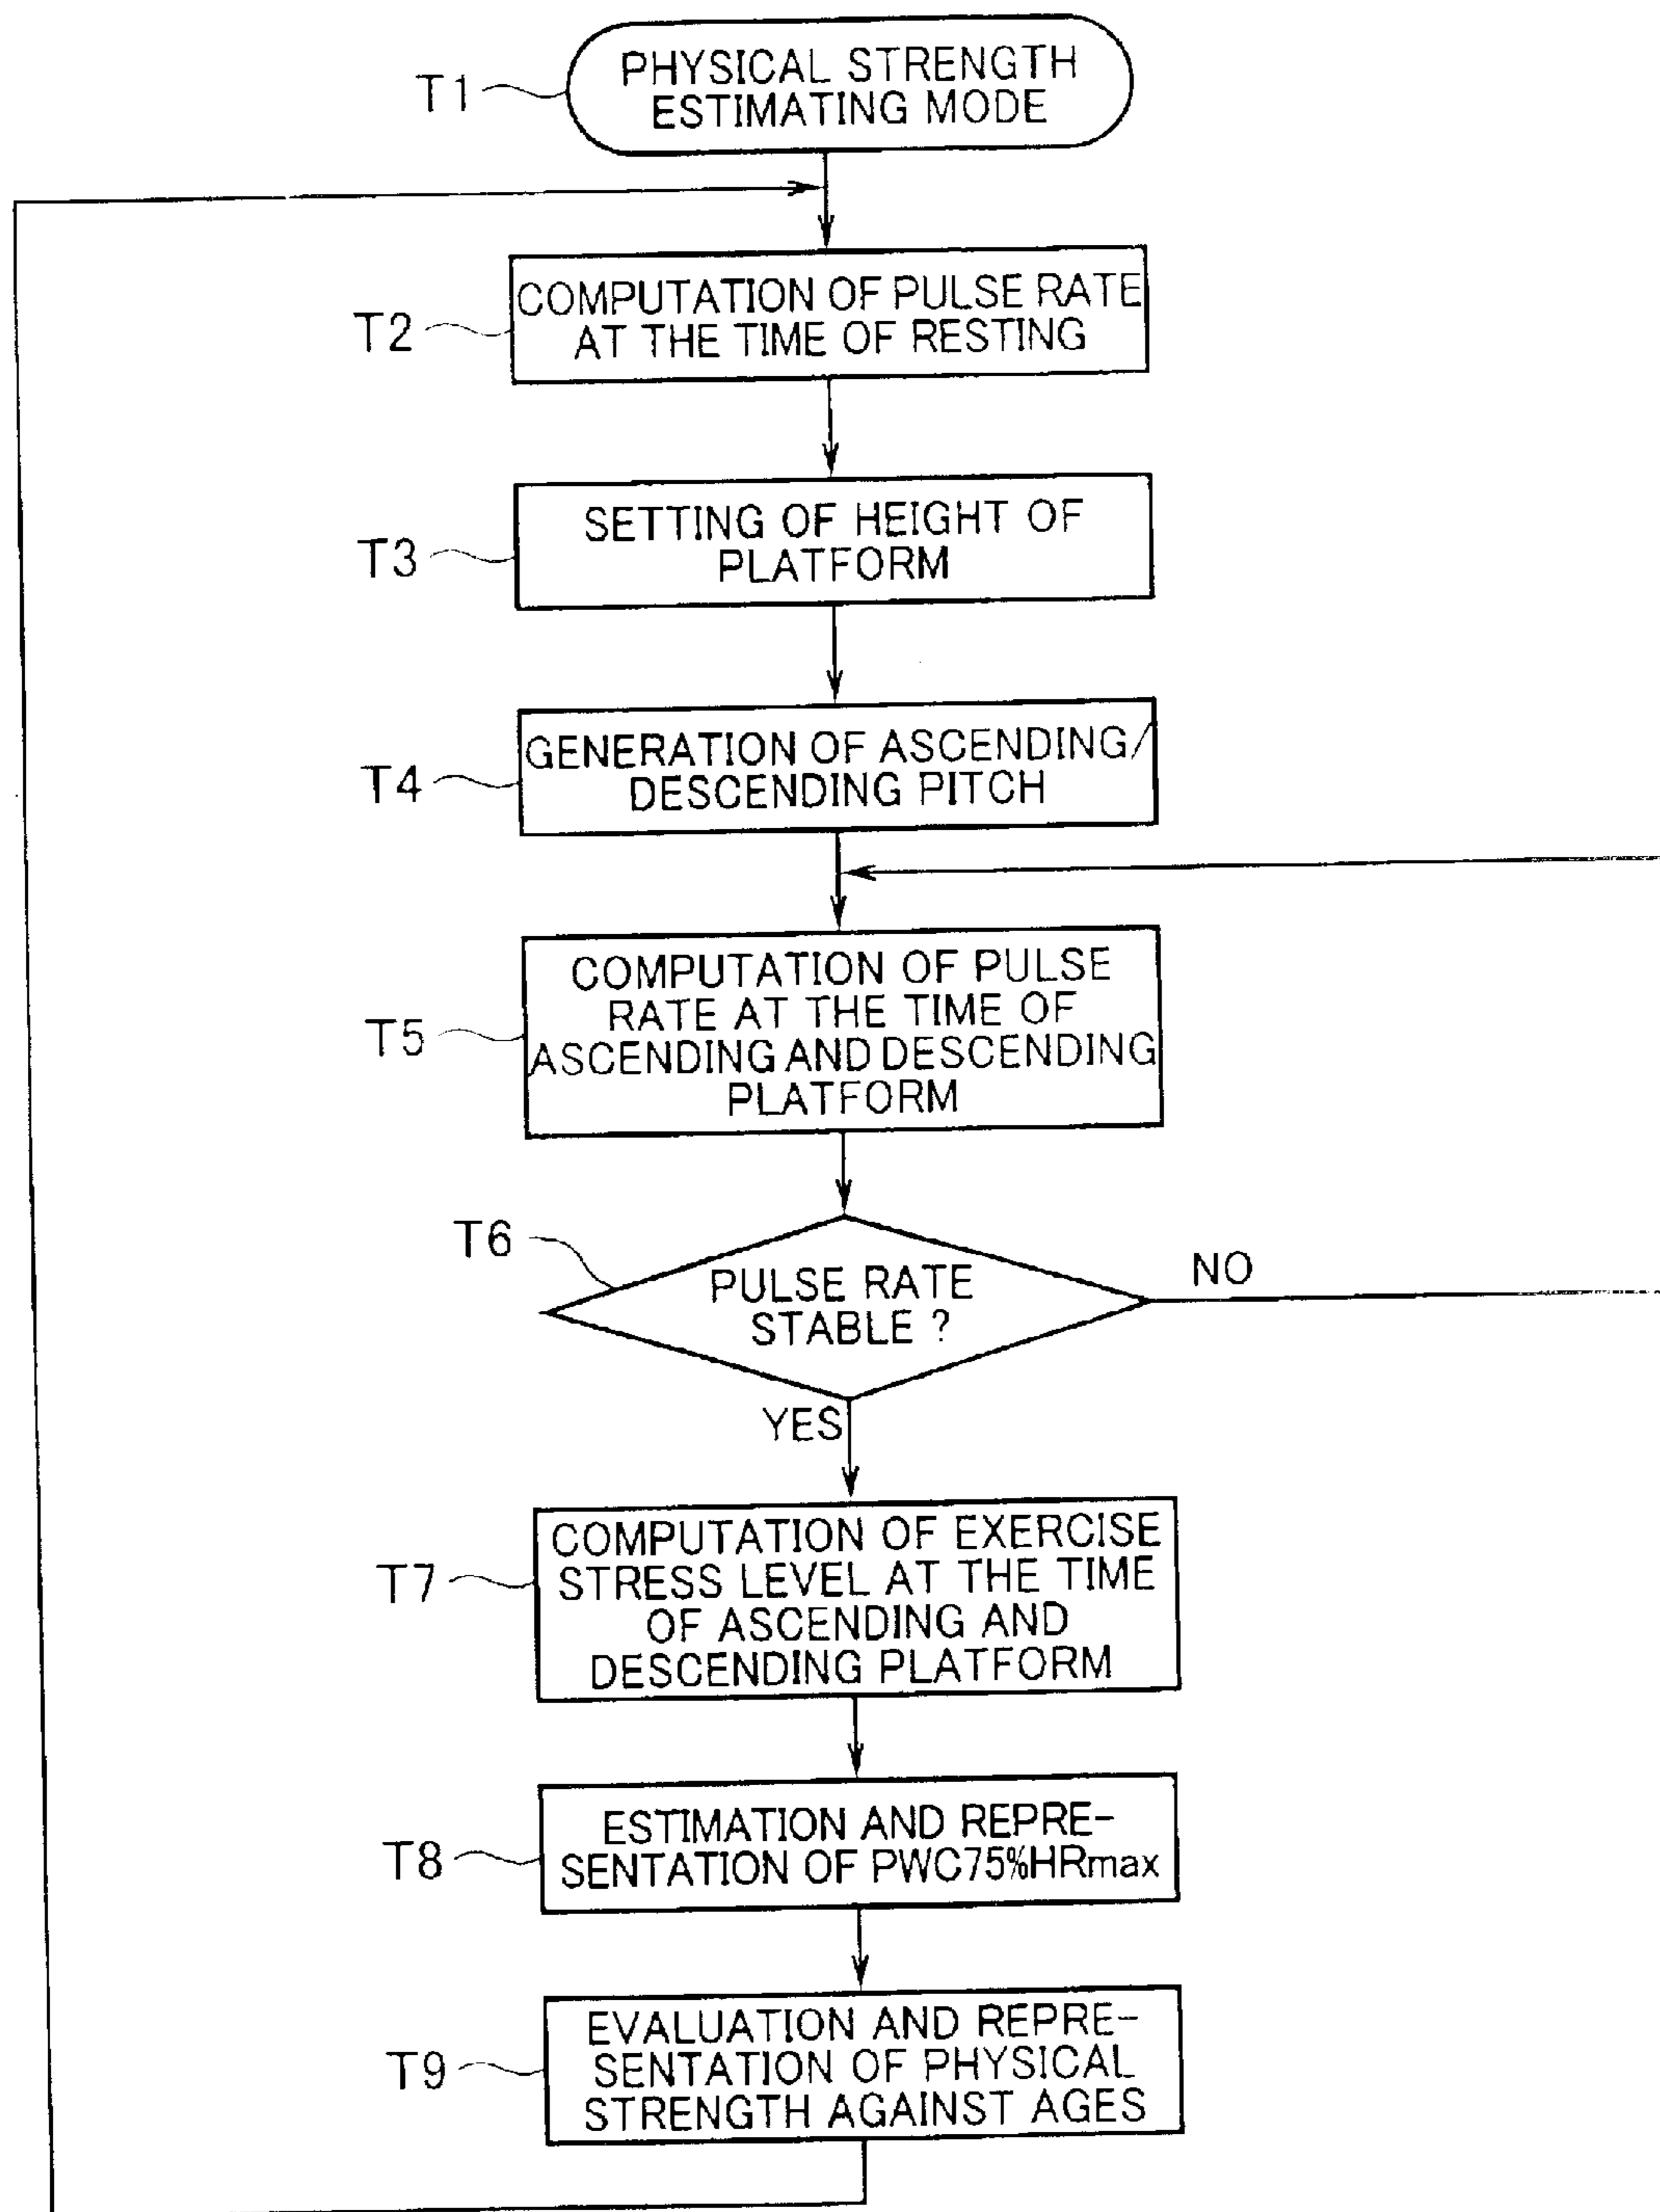 T1
PHYSICAL STRENGTH
ESTIMATING MODE
T2
COMPUTATION OF PULSE RATE
AT THE TIME OF RESTING
T3
SETTING OF HEIGHT OF
PLATFORM
T4
GENERATION OF ASCENDING/
DESCENDING PITCH
T5
COMPUTATION OF PULSE
RATE AT THE TIME OF
ASCENDING AND DESCENDING
PLATFORM
T6
PULSE RATE
STABLE ?
NO
YES
T7
COMPUTATION OF EXERCISE
STRESS LEVEL AT THE TIME
OF ASCENDING AND
DESCENDING PLATFORM
T8
ESTIMATION AND REPRE-
SENTATION OF PWC75%HRmax
T9
EVALUATION AND REPRE-
SENTATION OF PHYSICAL
STRENGTH AGAINST AGES